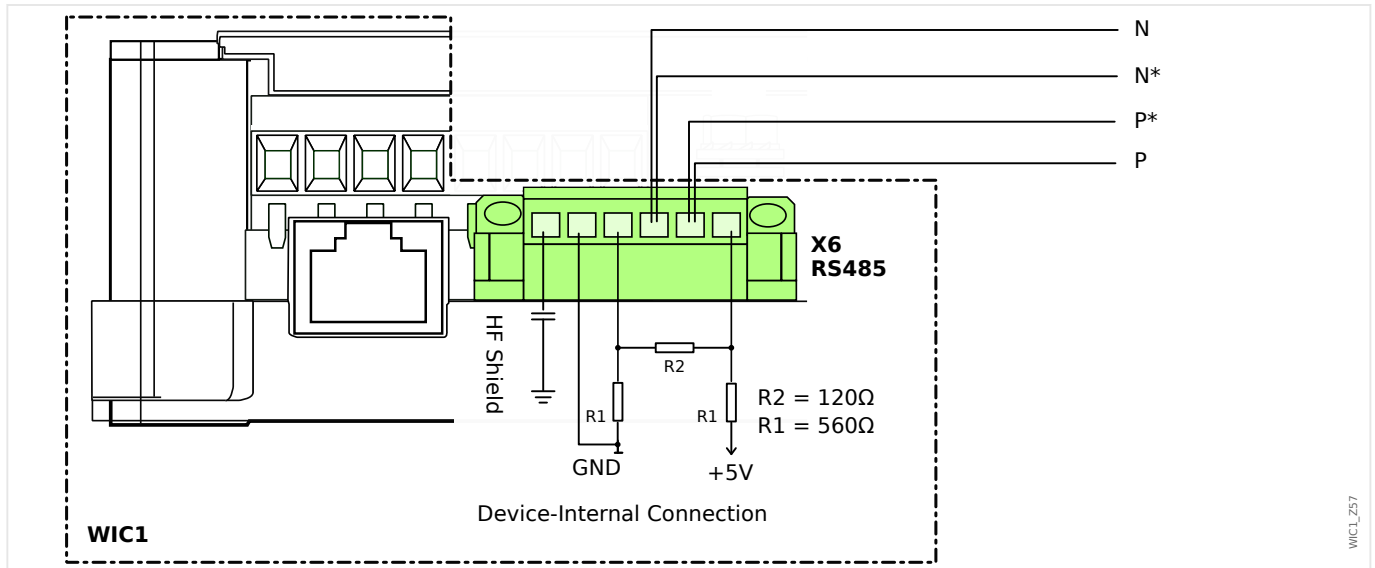 N
N*
P*
P
X6
RS485
HF Shield
R2
R1
R1
R2 = 120Ω
R1 = 560Ω
GND
+5V
Device-Internal Connection
WIC1
WIC1_Z57